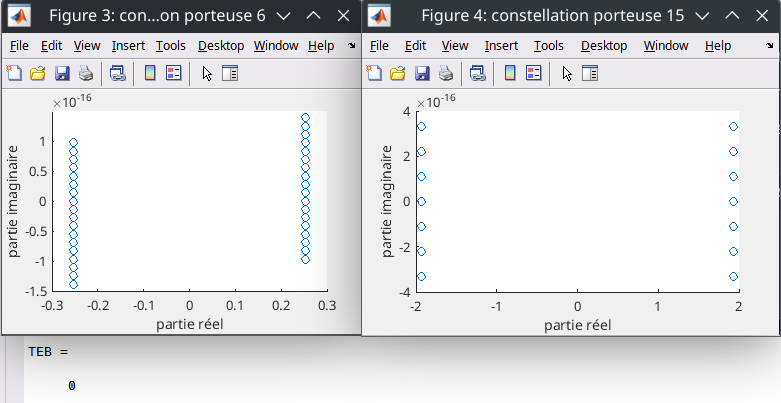 Figure 3: con...on porteuse 6
File Edit View Insert Tools Desktop Window Help
×10-16
1
0.5
0
-0.5
-1
-1.5
-0.3 -0.2 -0.1 0 0.1 0.2 0.3
partie réel
partie imaginaire
Figure 4: constellation porteuse 15
File Edit View Insert Tools Desktop Window Help
×10-16
4
2
0
-2
-4
-2 -1 0 1 2
partie réel
partie imaginaire
TEB =
0